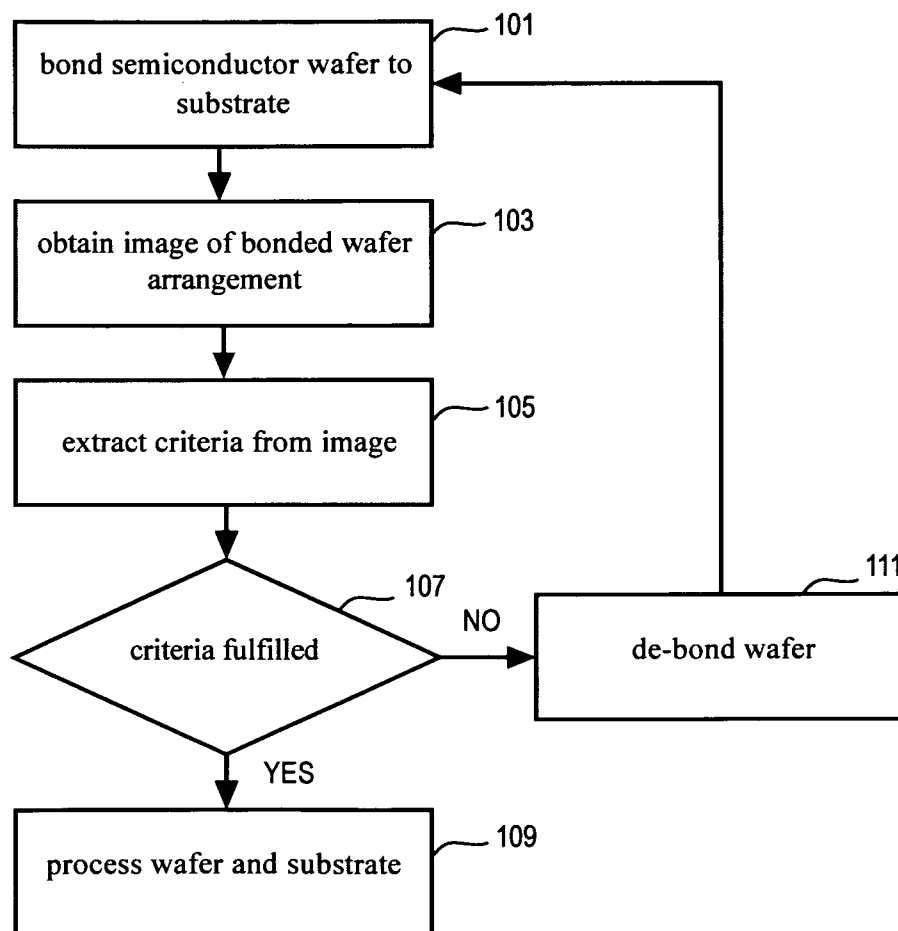 101
bond semiconductor wafer to
substrate
103
obtain image of bonded wafer
arrangement
105
extract criteria from image
107
criteria fulfilled
NO
111
de-bond wafer
YES
109
process wafer and substrate